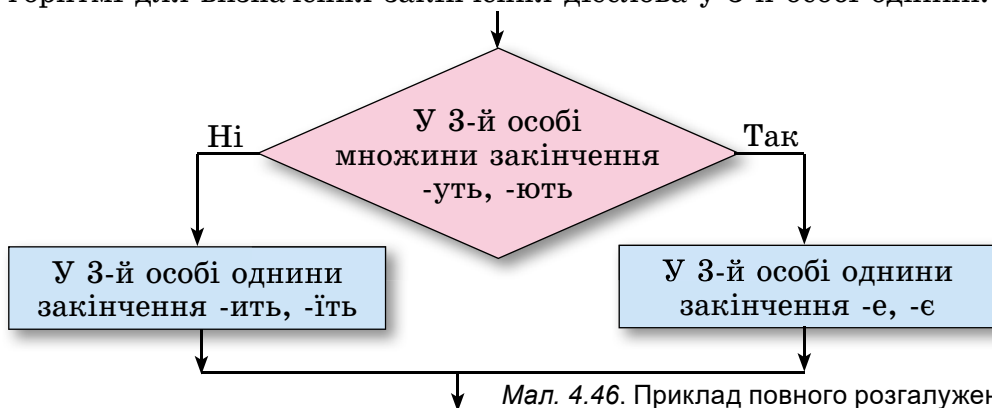 горитмі для визначення закінчення дієслова у 3-й особі однини.
У 3-й особі
множини закінчення
-уть, -ють
Ні
Так
У 3-й особі однини
закінчення -ить, -їть
У 3-й особі однини
закінчення -е, -є
Мал. 4.46. Приклад повного розгалужен